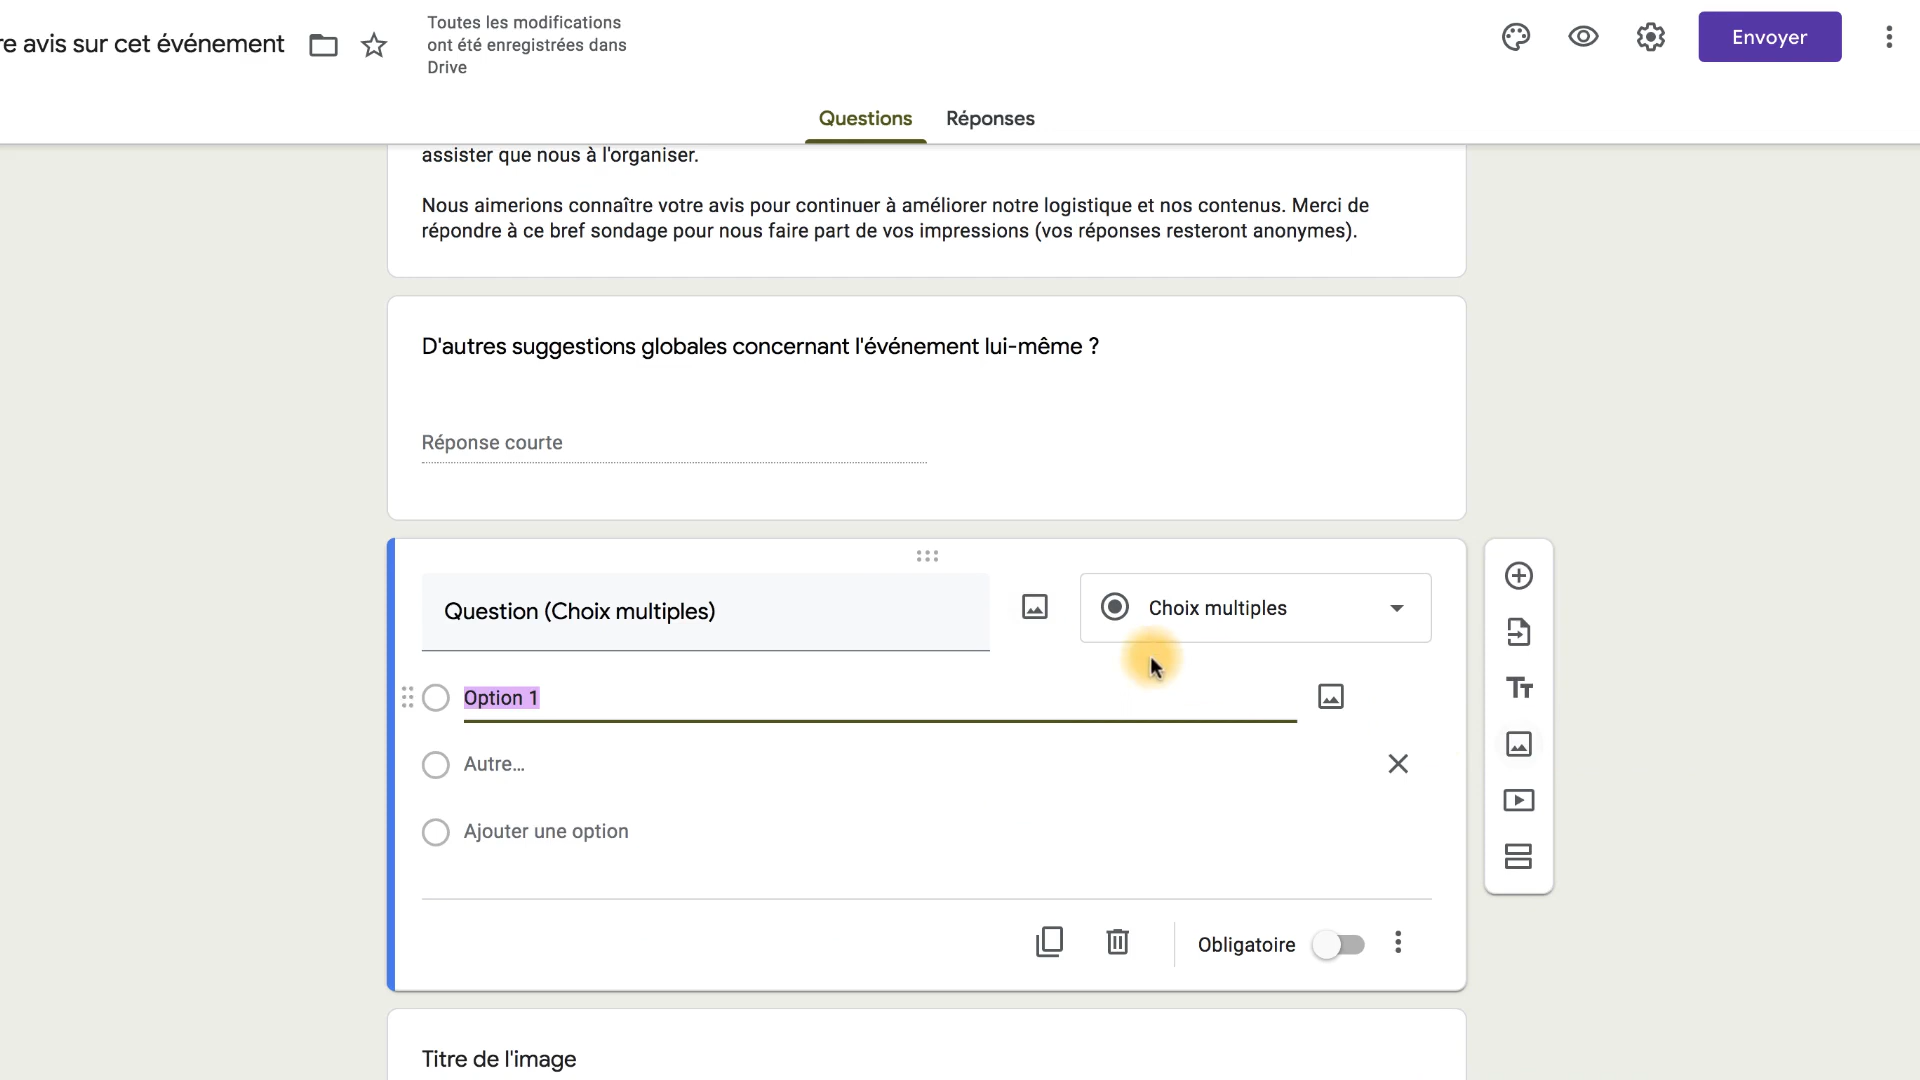 re avis sur cet événement
Toutes les modifications
ont été enregistrées dans
Drive
Envoyer
Questions
Réponses
assister que nous à l'organiser.
Nous aimerions connaître votre avis pour continuer à améliorer notre logistique et nos contenus. Merci de
répondre à ce bref sondage pour nous faire part de vos impressions (vos réponses resteront anonymes).
D'autres suggestions globales concernant l'événement lui-même ?
Réponse courte
Question (Choix multiples)
Choix multiples
Option 1
Autre...
Ajouter une option
Obligatoire
Titre de l'image